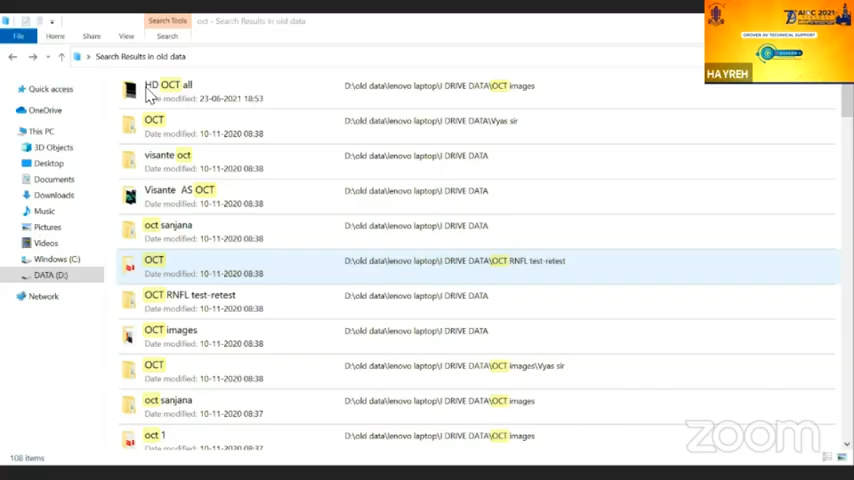 Search Tools
oct - Search Results in old data
File
Home
Share
View
Search
Search Results in old data
AICC 2021
GROVER AV TECHNICAL SUPPORT
HAYREH
Quick access
OneDrive
This PC
3D Objects
Desktop
Documents
Downloads
Music
Pictures
Videos
Windows (C:)
DATA (D:)
Network
HD OCT all
D:\old data\lenovo laptop\I DRIVE DATA\OCT images
Date modified: 23-06-2021 18:53
OCT
D:\old data\lenovo laptop\I DRIVE DATA\Vyas sir
Date modified: 10-11-2020 08:38
visante oct
D:\old data\lenovo laptop\I DRIVE DATA
Date modified: 10-11-2020 08:38
Visante AS OCT
D:\old data\lenovo laptop\I DRIVE DATA
Date modified: 10-11-2020 08:38
oct sanjana
D:\old data\lenovo laptop\I DRIVE DATA
Date modified: 10-11-2020 08:38
OCT
D:\old data\lenovo laptop\I DRIVE DATA\OCT RNFL test-retest
Date modified: 10-11-2020 08:38
OCT RNFL test-retest
D:\old data\lenovo laptop\I DRIVE DATA
Date modified: 10-11-2020 08:38
OCT images
D:\old data\lenovo laptop\I DRIVE DATA
Date modified: 10-11-2020 08:38
OCT
D:\old data\lenovo laptop\I DRIVE DATA\OCT images\Vyas sir
Date modified: 10-11-2020 08:38
oct sanjana
D:\old data\lenovo laptop\I DRIVE DATA\OCT images
Date modified: 10-11-2020 08:37
oct 1
D:\old data\lenovo laptop\I DRIVE DATA\OCT images
108 items
zoom